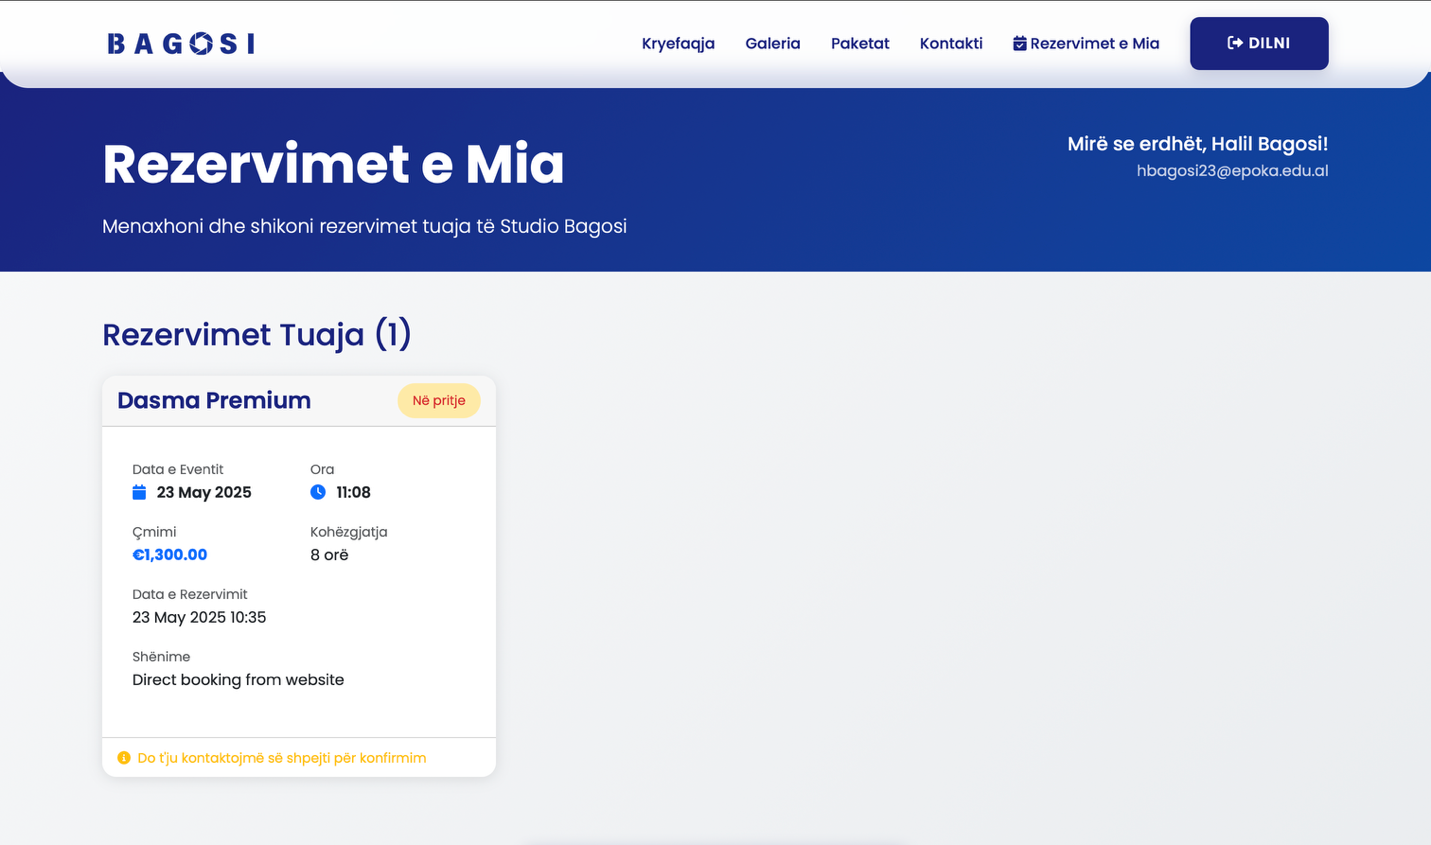 BAGOSI
Kryefaqja Galeria Paketat Kontakti Rezervimet e Mia DILNI
Rezervimet e Mia
Mirë se erdhët, Halil Bagosi!
hbagosi23@epoka.edu.al
Menaxhoni dhe shikoni rezervimet tuaja të Studio Bagosi
Rezervimet Tuaja (1)
Dasma Premium Në pritje
Data e Eventit Ora
23 May 2025 11:08
Çmimi Kohëzgjatja
€1,300.00 8 orë
Data e Rezervimit
23 May 2025 10:35
Shënime
Direct booking from website
Do t'ju kontaktojmë së shpejti për konfirmim